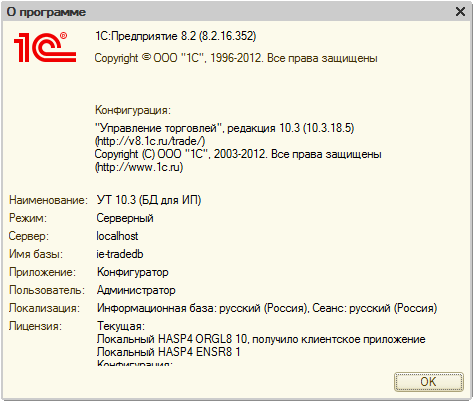 О программе
1С®
1С:Предприятие 8.2 (8.2.16.352)
Copyright © ООО "1С", 1996-2012. Все права защищены
Конфигурация:
"Управление торговлей", редакция 10.3 (10.3.18.5)
(http://v8.1c.ru/trade/)
Copyright (С) ООО "1С", 2003-2012. Все права защищены
(http://www.1c.ru)
Наименование: УТ 10.3 (БД для ИП)
Режим: Серверный
Сервер: localhost
Имя базы: ie-tradedb
Приложение: Конфигуратор
Пользователь: Администратор
Локализация: Информационная база: русский (Россия), Сеанс: русский (Россия)
Лицензия: Текущая:
Локальный HASP4 ORGL8 10, получило клиентское приложение
Локальный HASP4 ENSR8 1
Конфигурация:
OK